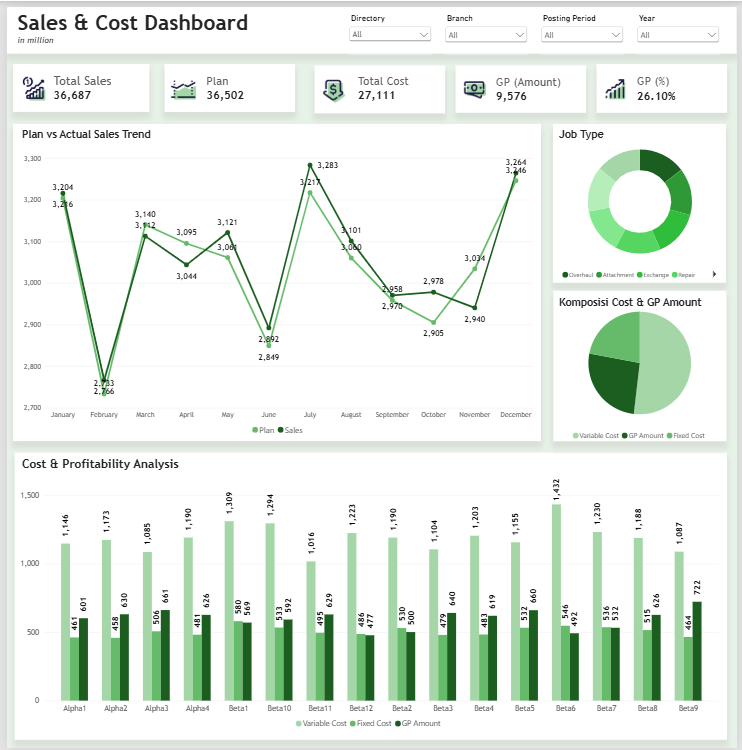 Sales & Cost Dashboard
in million
Directory
All
Branch
All
Posting Period
All
Year
All
Total Sales
36,687
Plan
36,502
Total Cost
27,111
GP (Amount)
9,576
GP (%)
26.10%
Plan vs Actual Sales Trend
3,300
3,200
3,100
3,000
2,900
2,800
2,700
3,204
3,216
2,733
2,766
3,140
3,112
3,095
3,044
3,121
3,061
2,892
2,849
3,283
3,217
3,101
3,060
2,958
2,970
2,978
2,905
3,034
2,940
3,264
3,246
January February March April May June July August September October November December
Plan Sales
Job Type
Overhaul Attachment Exchange Repair
Komposisi Cost & GP Amount
Variable Cost GP Amount Fixed Cost
Cost & Profitability Analysis
1,500
1,000
500
0
1,146 461 601
1,173 458 630
1,085 506 661
1,190 481 626
1,309 580 569
1,294 533 592
1,016 495 629
1,223 486 477
1,190 530 500
1,104 479 640
1,203 483 619
1,155 532 660
1,432 546 492
1,230 536 532
1,188 515 626
1,087 464 722
Alpha1 Alpha2 Alpha3 Alpha4 Beta1 Beta10 Beta11 Beta12 Beta2 Beta3 Beta4 Beta5 Beta6 Beta7 Beta8 Beta9
Variable Cost Fixed Cost GP Amount